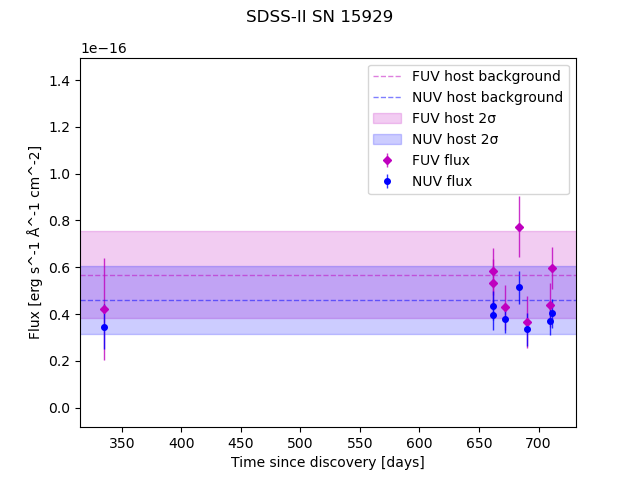 SDSS-II SN 15929
1e−16
FUV host background
NUV host background
FUV host 2σ
NUV host 2σ
FUV flux
NUV flux
1.4
1.2
1.0
0.8
0.6
0.4
0.2
0.0
Flux [erg s^-1 Å^-1 cm^-2]
350 400 450 500 550 600 650 700
Time since discovery [days]